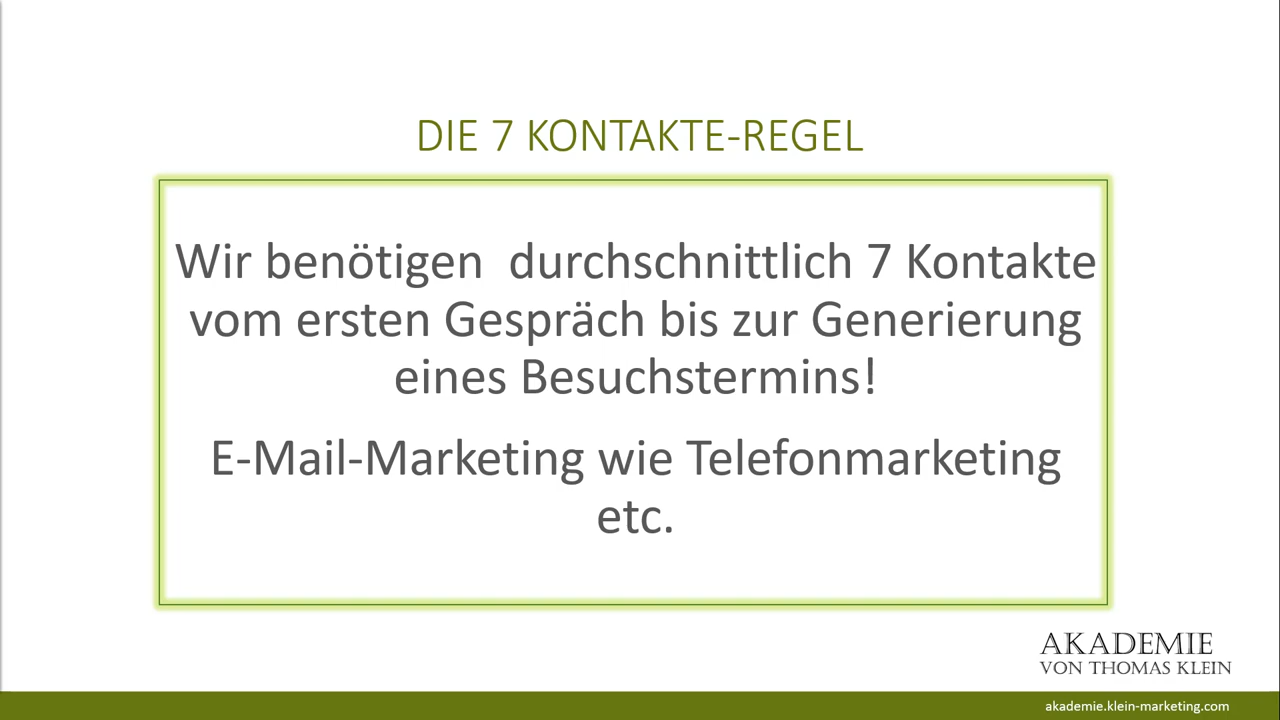 DIE 7 KONTAKTE-REGEL
Wir benötigen  durchschnittlich 7 Kontakte
vom ersten Gespräch bis zur Generierung
eines Besuchstermins!
E-Mail-Marketing wie Telefonmarketing
etc.
AKADEMIE
VON THOMAS KLEIN
akademie.klein-marketing.com